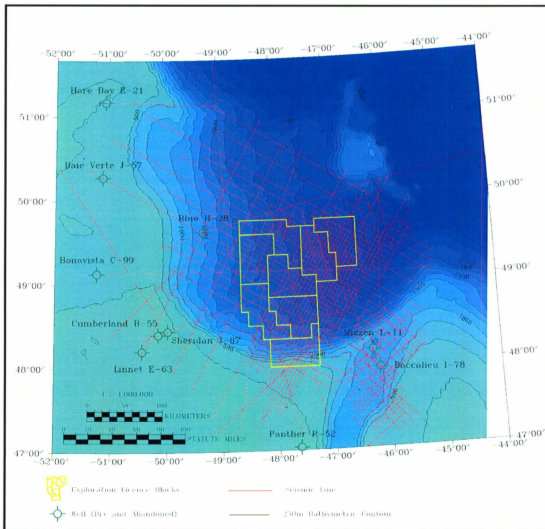 -52°00' -51°00' -50°00' -49°00' -48°00' -47°00' -46°00' -45°00' -44°00'
Hare Bay E-21
51°00' 51°00'
Baie Verte J-57
50°00' 50°00'
Blue H-28
Bonavista C-99
49°00' 49°00'
Cumberland B-55
Sheridan J-87
Mizzen L-11
Linnet E-63
Baccalieu I-78
48°00' 48°00'
KILOMETERS
STATUTE MILES
Panther P-52
47°00' 47°00'
-52°00' -51°00' -50°00' -49°00' -48°00' -47°00' -46°00' -45°00' -44°00'
Exploration Licence Blocks
Seismic Line
Well (Dry and Abandoned)
250m Bathymetric Contour